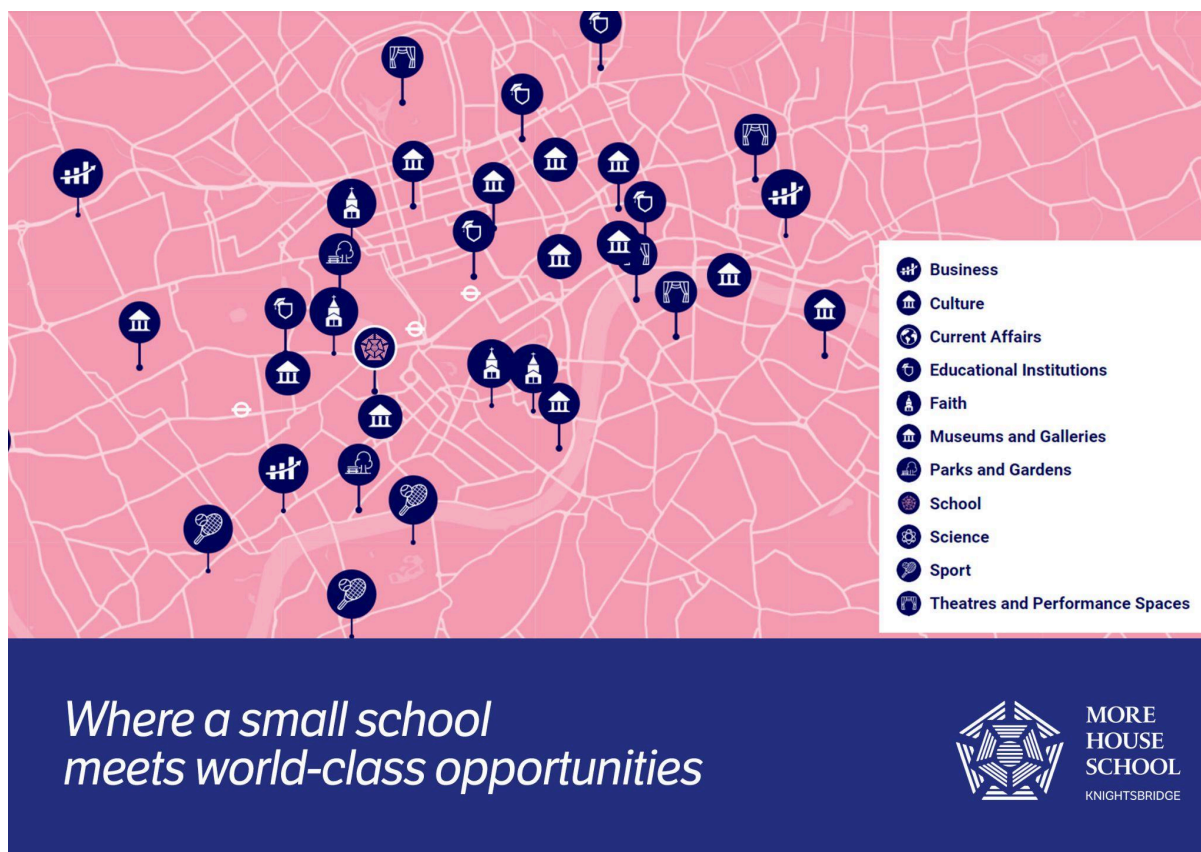 Business
Culture
Current Affairs
Educational Institutions
Faith
Museums and Galleries
Parks and Gardens
School
Science
Sport
Theatres and Performance Spaces
Where a small school
meets world-class opportunities
MORE
HOUSE
SCHOOL
KNIGHTSBRIDGE